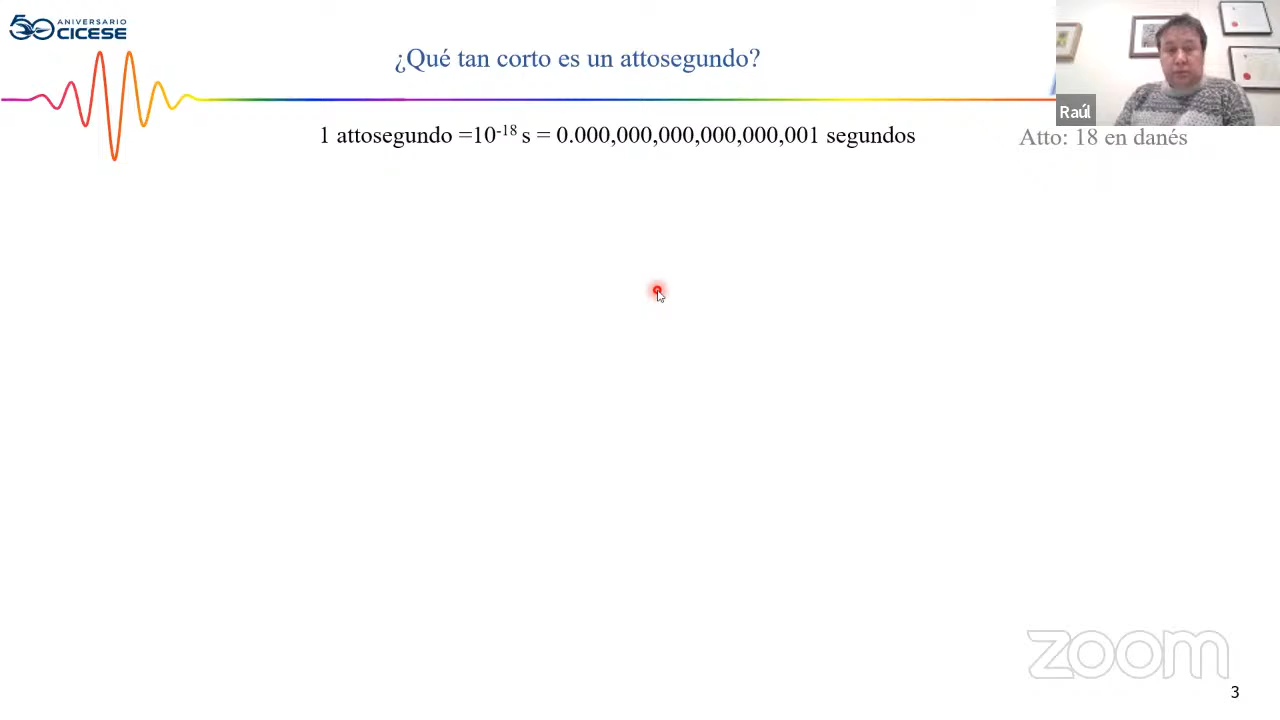 50 ANIVERSARIO
CICESE
¿Qué tan corto es un attosegundo?
Raúl
1 attosegundo =10-18 s = 0.000,000,000,000,000,001 segundos
Atto: 18 en danés
zoom
3